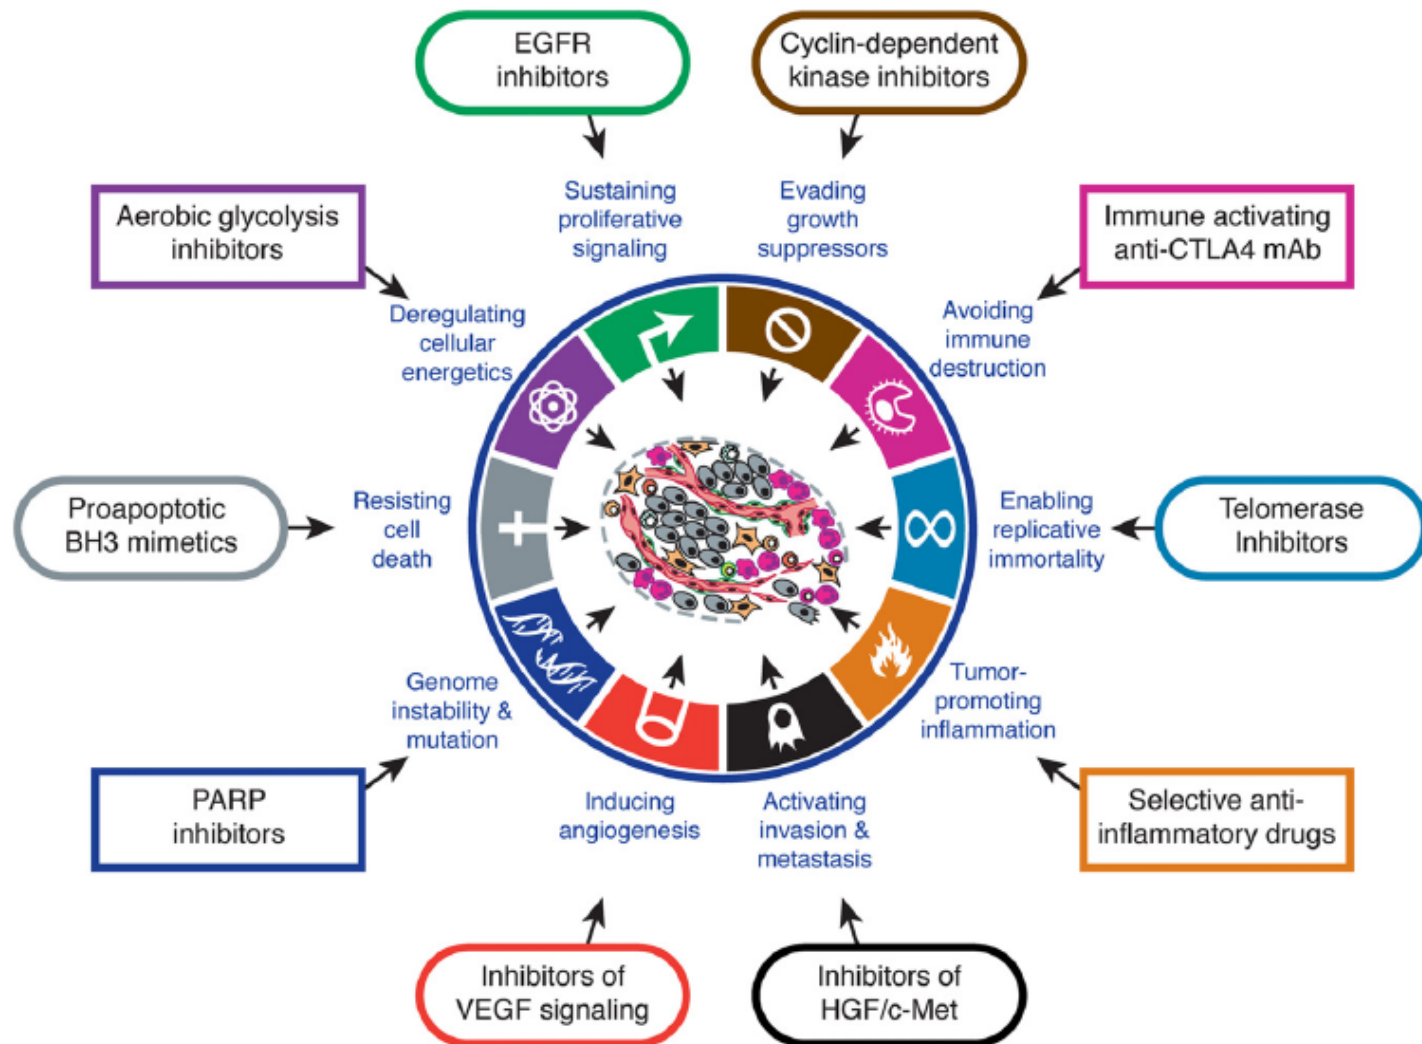 EGFR
inhibitors
Cyclin-dependent
kinase inhibitors
Aerobic glycolysis
inhibitors
Sustaining
proliferative
signaling
Evading
growth
suppressors
Immune activating
anti-CTLA4 mAb
Deregulating
cellular
energetics
Avoiding
immune
destruction
Proapoptotic
BH3 mimetics
Resisting
cell
death
Enabling
replicative
immortality
Telomerase
Inhibitors
Genome
instability &
mutation
Tumor-
promoting
inflammation
PARP
inhibitors
Inducing
angiogenesis
Activating
invasion &
metastasis
Selective anti-
inflammatory drugs
Inhibitors of
VEGF signaling
Inhibitors of
HGF/c-Met